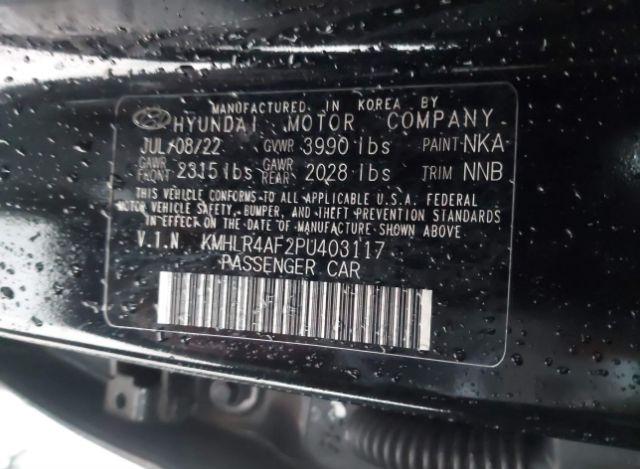 MANUFACTURED IN KOREA BY
HYUNDAI MOTOR COMPANY
JUL/08/22 GVWR 3990 lbs PAINT NKA
GAWR FRONT 2315 lbs GAWR REAR 2028 lbs TRIM NNB
THIS VEHICLE CONFORMS TO ALL APPLICABLE U.S.A. FEDERAL
MOTOR VEHICLE SAFETY, BUMPER, AND THEFT PREVENTION STANDARDS
IN EFFECT ON THE DATE OF MANUFACTURE SHOWN ABOVE.
V.I.N. KMHLR4AF2PU403117
PASSENGER CAR